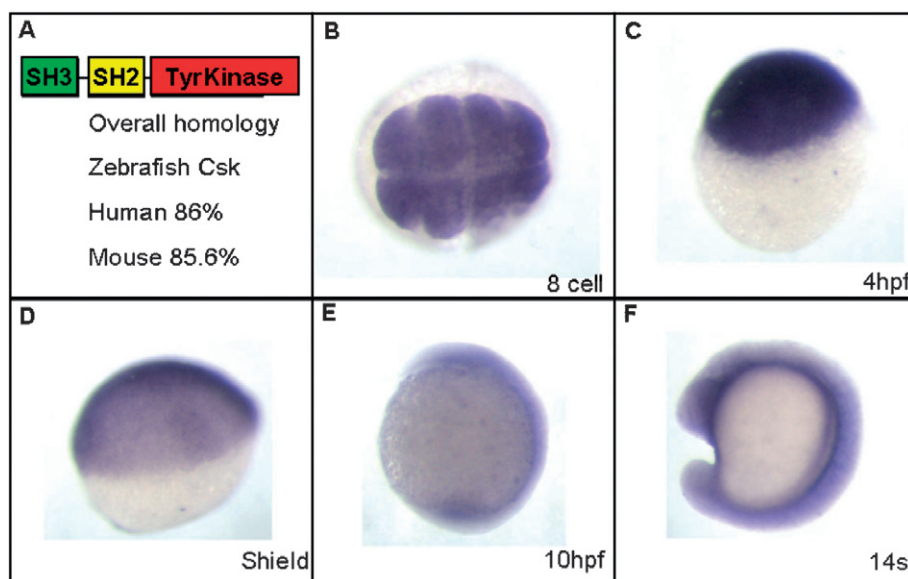 A
SH3 SH2 TyrKinase
Overall homology
Zebrafish Csk
Human 86%
Mouse 85.6%
B
8 cell
C
4hpf
D
Shield
E
10hpf
F
14s